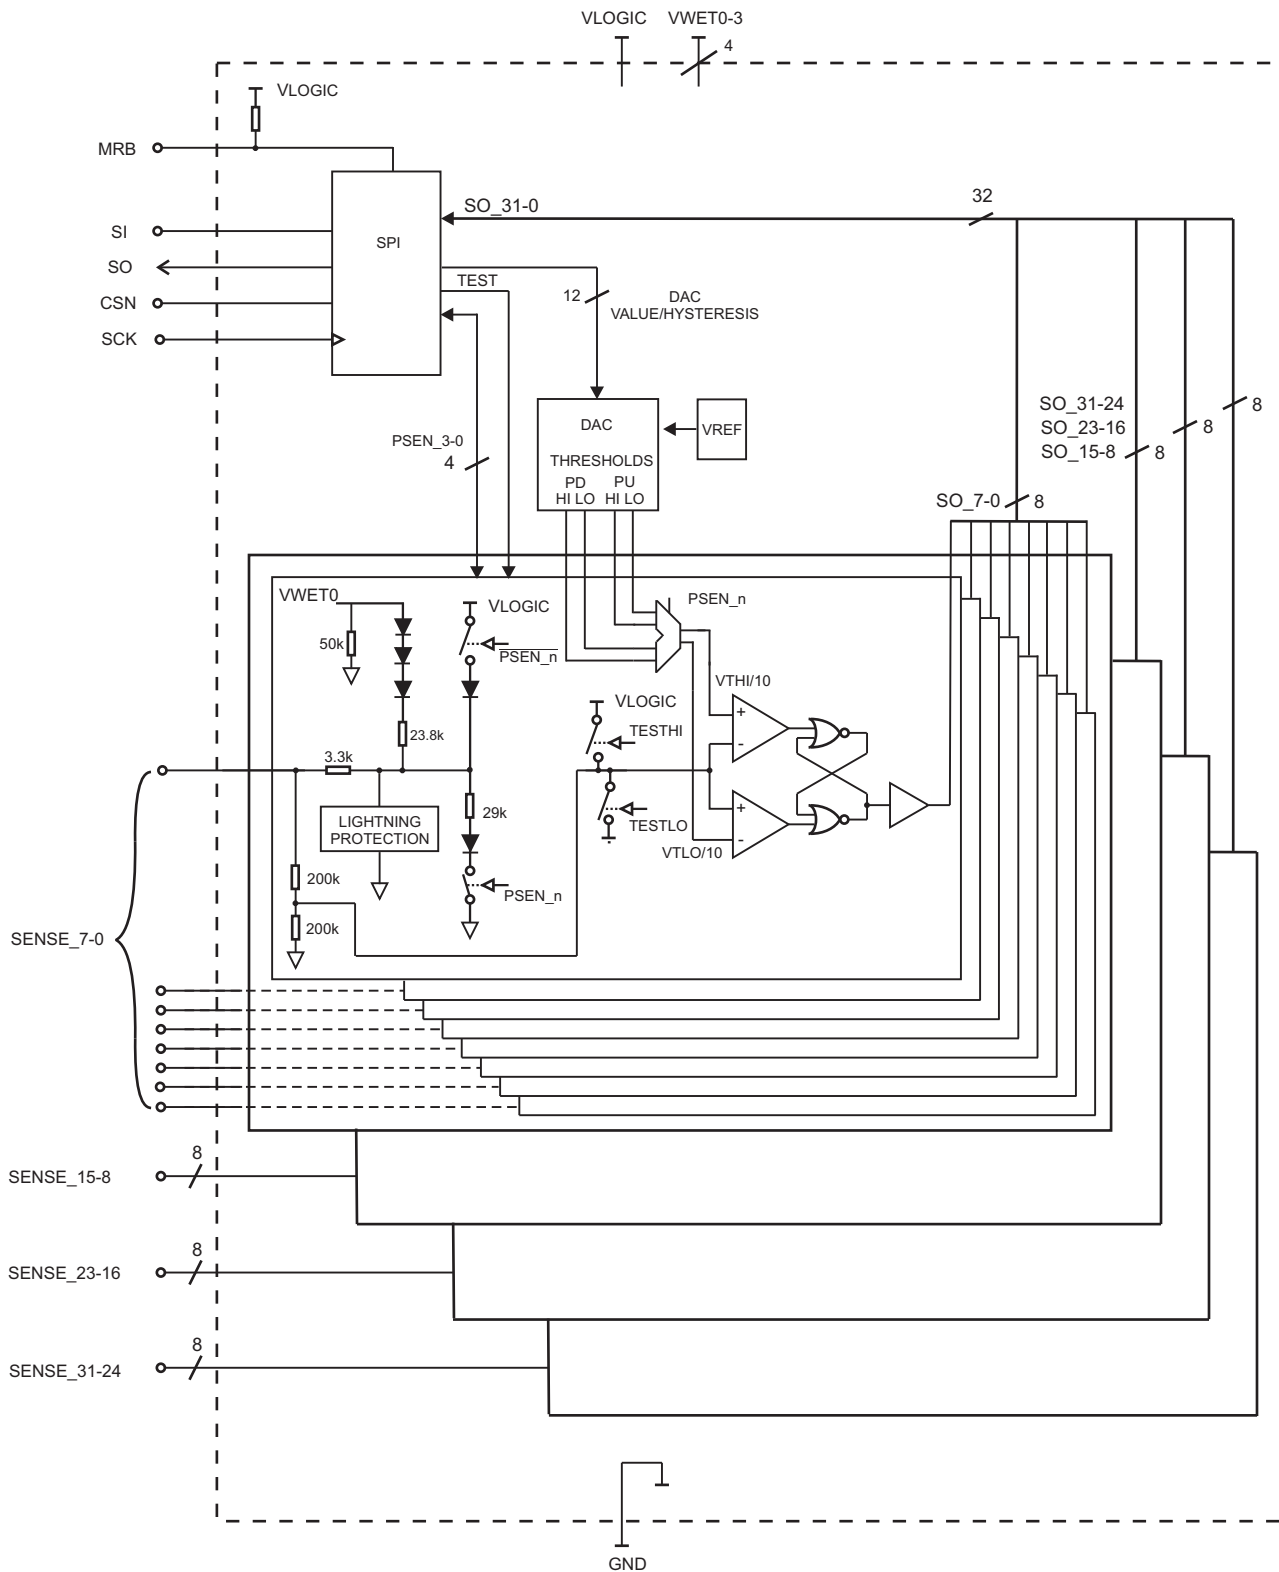 VLOGIC VWET0-3
4
VLOGIC
MRB
SI
SO
CSN
SCK
SPI
SO_31-0
32
TEST
12
DAC
VALUE/HYSTERESIS
PSEN_3-0
4
DAC
THRESHOLDS
PD PU
HI LO HI LO
VREF
SO_31-24
SO_23-16
SO_15-8
8
8
8
SO_7-0
8
VWET0
50k
23.8k
3.3k
VLOGIC
PSEN_n
PSEN_n
VLOGIC
TESTHI
TESTLO
VTHI/10
+
-
+
-
VTLO/10
LIGHTNING
PROTECTION
29k
PSEN_n
200k
200k
SENSE_7-0
SENSE_15-8
8
SENSE_23-16
8
SENSE_31-24
8
GND